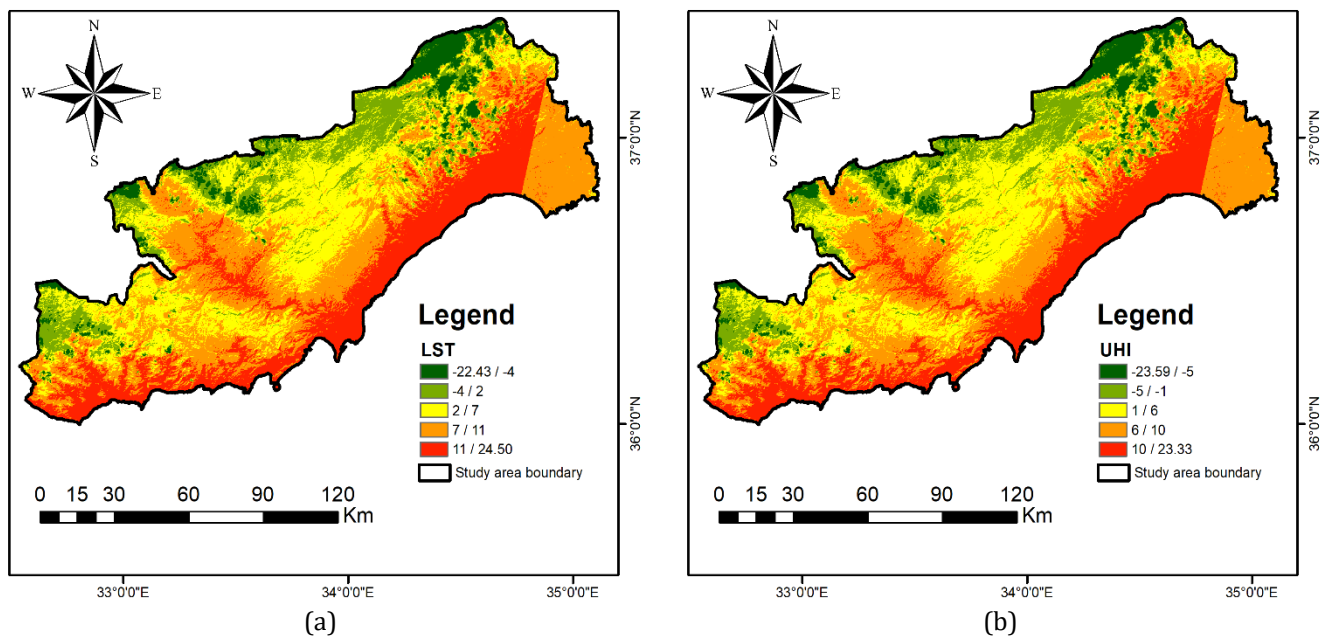 N
W E
S
37°0'0"N
36°0'0"N
Legend
LST
-22.43 / -4
-4 / 2
2 / 7
7 / 11
11 / 24.50
Study area boundary
0 15 30 60 90 120
Km
33°0'0"E 34°0'0"E 35°0'0"E
(a)
N
W E
S
37°0'0"N
36°0'0"N
Legend
UHI
-23.59 / -5
-5 / -1
1 / 6
6 / 10
10 / 23.33
Study area boundary
0 15 30 60 90 120
Km
33°0'0"E 34°0'0"E 35°0'0"E
(b)